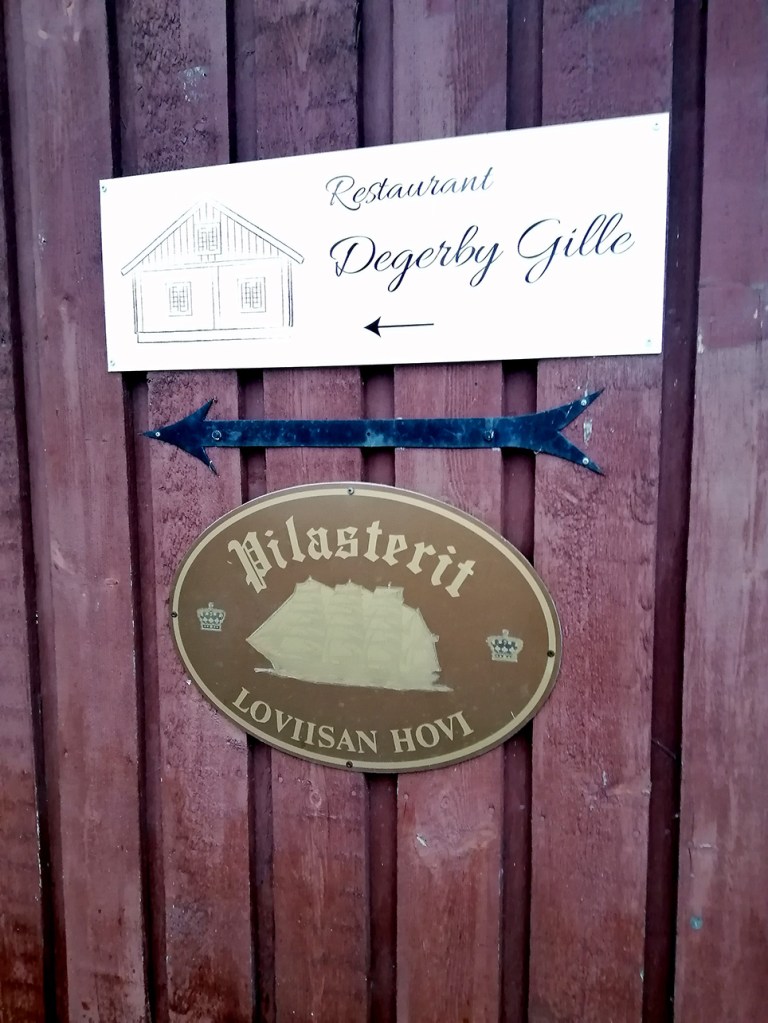 Restaurant
Degerby Gille
Pilasterit
LOVIISAN HOVI